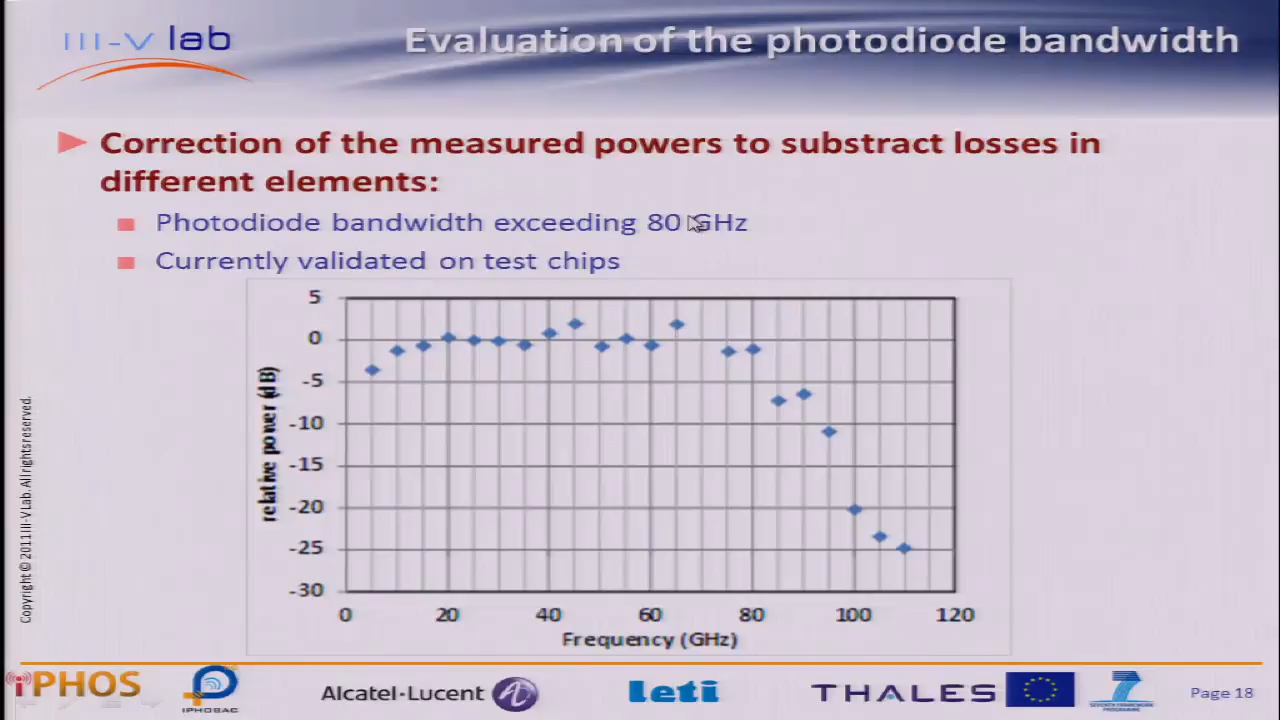 III-V lab
Evaluation of the photodiode bandwidth
Correction of the measured powers to substract losses in
different elements:
Photodiode bandwidth exceeding 80 GHz
Currently validated on test chips
5
0
-5
-10
-15
-20
-25
-30
relative power (dB)
0 20 40 60 80 100 120
Frequency (GHz)
Copyright © 2011 III-V Lab. All rights reserved.
iPHOS
IPHOBAC
Alcatel·Lucent
leti
THALES
SEVENTH FRAMEWORK
PROGRAMME
Page 18